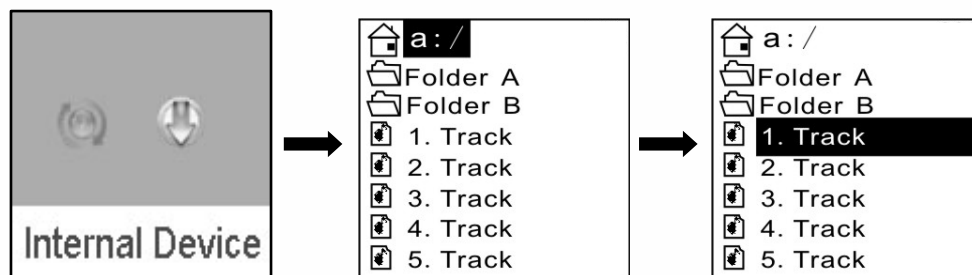 Internal Device
a:/
Folder A
Folder B
1. Track
2. Track
3. Track
4. Track
5. Track
a:/
Folder A
Folder B
1. Track
2. Track
3. Track
4. Track
5. Track